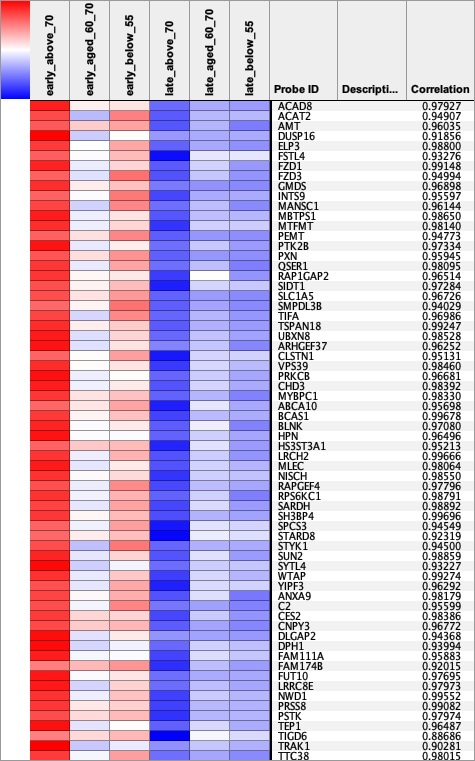 early_above_70
early_aged_60_70
early_below_55
late_above_70
late_aged_60_70
late_below_55
Probe ID Descripti... Correlation
ACAD8 0.97927
ACAT2 0.94907
AMT 0.96035
DUSP16 0.91856
ELP3 0.98800
FSTL4 0.93276
FZD1 0.99148
FZD3 0.94994
GMDS 0.96898
INTS9 0.95597
MANSC1 0.96144
MBTPS1 0.98650
MTFMT 0.98140
PEMT 0.94773
PTK2B 0.97334
PXN 0.95945
QSER1 0.98095
RAP1GAP2 0.96514
SIDT1 0.97284
SLC1A5 0.96726
SMPDL3B 0.94029
TIFA 0.96986
TSPAN18 0.99247
UBXN8 0.98528
ARHGEF37 0.96252
CLSTN1 0.95131
VPS39 0.98460
PRKCB 0.96681
CHD3 0.98392
MYBPC1 0.98330
ABCA10 0.95698
BCAS1 0.99678
BLNK 0.97080
HPN 0.96496
HS3ST3A1 0.95213
LRCH2 0.99666
MLEC 0.98064
NISCH 0.98550
RAPGEF4 0.97796
RPS6KC1 0.98791
SARDH 0.98892
SH3BP4 0.99696
SPCS3 0.94549
STARD8 0.92319
STYK1 0.94500
SUN2 0.98859
SYTL4 0.93227
WTAP 0.99274
YIPF3 0.96292
ANXA9 0.98179
C2 0.95599
CES2 0.98386
CNPY3 0.96772
DLGAP2 0.94368
DPH1 0.93994
FAM111A 0.95883
FAM174B 0.92015
FUT10 0.97695
LRRC8E 0.97973
NWD1 0.99552
PRSS8 0.99082
PSTK 0.97974
TEP1 0.96487
TIGD6 0.88686
TRAK1 0.90281
TTC38 0.98015